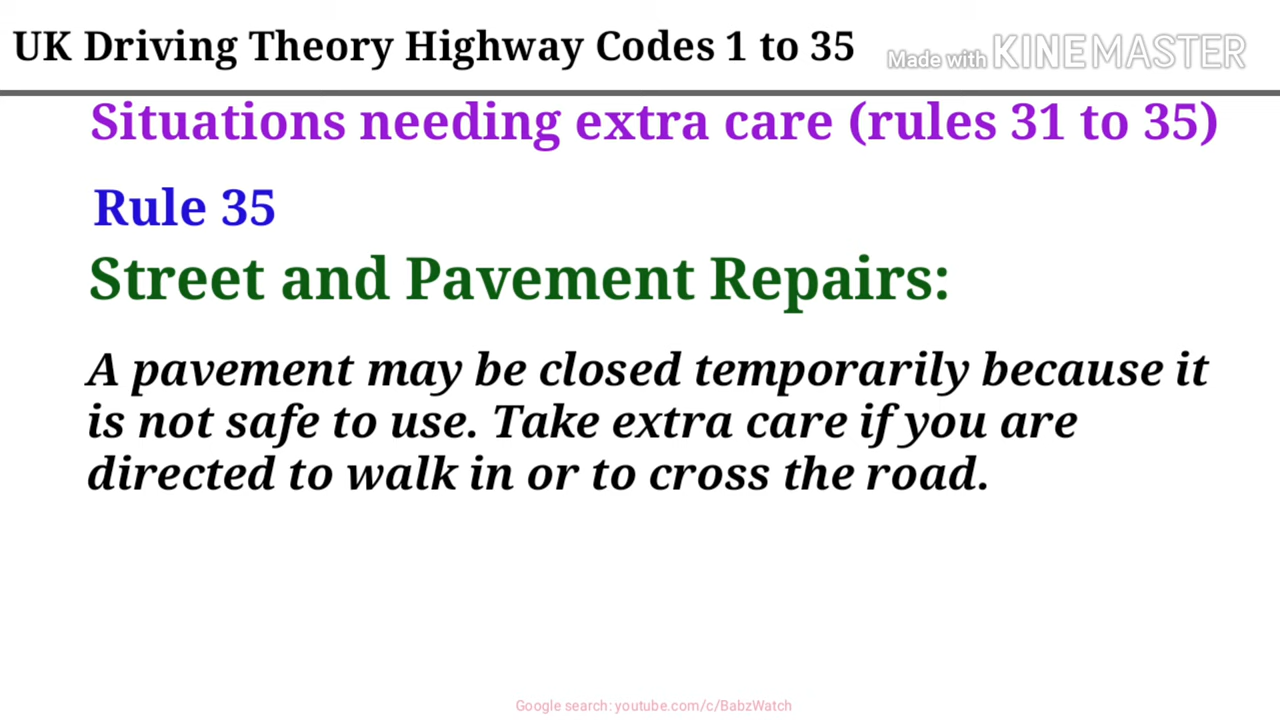 UK Driving Theory Highway Codes 1 to 35
Made with KINEMASTER
Situations needing extra care (rules 31 to 35)
Rule 35
Street and Pavement Repairs:
A pavement may be closed temporarily because it
is not safe to use. Take extra care if you are
directed to walk in or to cross the road.
Google search: youtube.com/c/BabzWatch